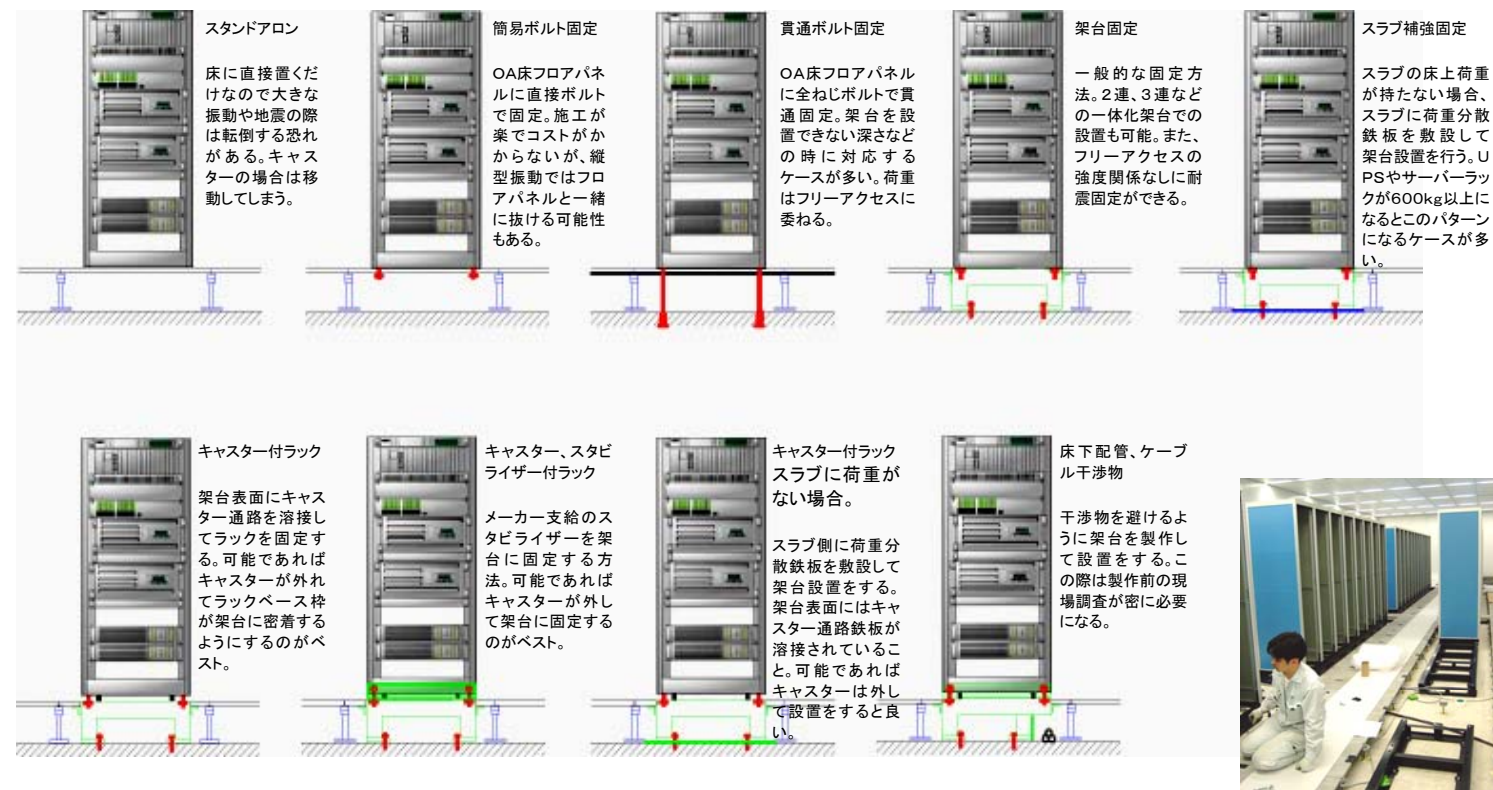 スタンドアロン
床に直接置くだ
けなので大きな
振動や地震の際
は転倒する恐れ
がある。キャス
ターの場合は移
動してしまう。
簡易ボルト固定
OA床フロアパネ
ルに直接ボルト
で固定。施工が
楽でコストがか
からないが、縦
型振動ではフロ
アパネルと一緒
に抜ける可能性
もある。
貫通ボルト固定
OA床フロアパネル
に全ねじボルトで貫
通固定。架台を設
置できない深さなど
の時に対応する
ケースが多い。荷重
はフリーアクセスに
委ねる。
架台固定
一般的な固定方
法。2連、3連など
の一体化架台での
設置も可能。また、
フリーアクセスの
強度関係なしに耐
震固定ができる。
スラブ補強固定
スラブの床上荷重
が持たない場合、
スラブに荷重分散
鉄板を敷設して
架台設置を行う。U
PSやサーバーラッ
クが600kg以上に
なるとこのパターン
になるケースが多
い。
キャスター付ラック
架台表面にキャス
ター通路を溶接し
てラックを固定す
る。可能であれば
キャスターが外れ
てラックベース枠
が架台に密着する
ようにするのがベ
スト。
キャスター、スタビ
ライザー付ラック
メーカー支給のス
タビライザーを架
台に固定する方
法。可能であれば
キャスターが外し
て架台に固定する
のがベスト。
キャスター付ラック
スラブに荷重が
ない場合。
スラブ側に荷重分
散鉄板を敷設して
架台設置をする。
架台表面にはキャ
スター通路鉄板が
溶接されているこ
と。可能であれば
キャスターは外し
て設置をすると良
い。
床下配管、ケーブ
ル干渉物
干渉物を避けるよ
うに架台を製作し
て設置をする。こ
の際は製作前の現
場調査が密に必要
になる。